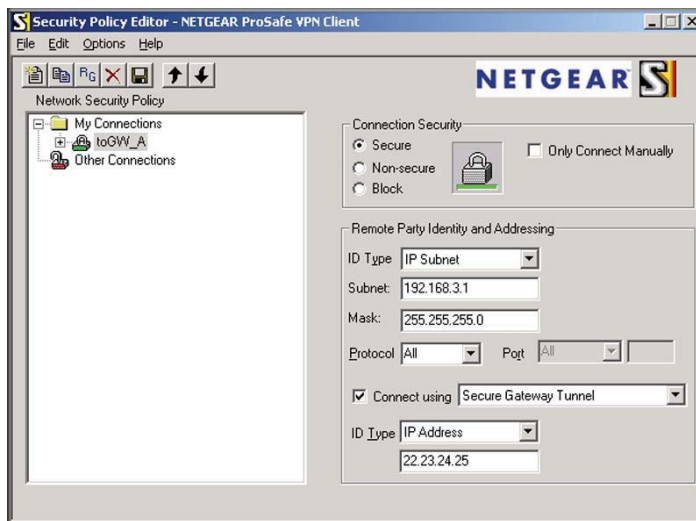 Security Policy Editor - NETGEAR ProSafe VPN Client
File Edit Options Help
NETGEAR
Network Security Policy
My Connections
toGW_A
Other Connections
Connection Security
Secure
Non-secure
Block
Only Connect Manually
Remote Party Identity and Addressing
ID Type IP Subnet
Subnet: 192.168.3.1
Mask: 255.255.255.0
Protocol All Port All
Connect using Secure Gateway Tunnel
ID Type IP Address
22.23.24.25